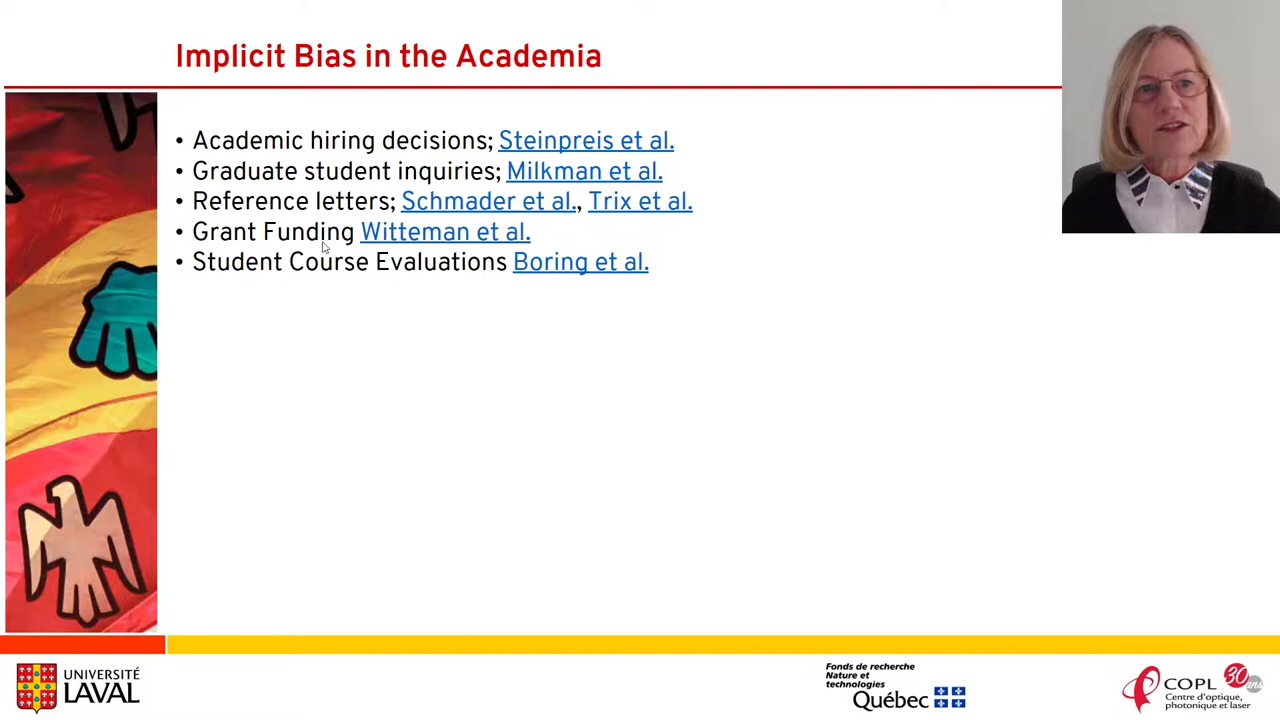 Implicit Bias in the Academia
• Academic hiring decisions; Steinpreis et al.
• Graduate student inquiries; Milkman et al.
• Reference letters; Schmader et al., Trix et al.
• Grant Funding Witteman et al.
• Student Course Evaluations Boring et al.
UNIVERSITÉ
LAVAL
Fonds de recherche
Nature et
technologies
Québec
COPL
30 ans
Centre d'optique,
photonique et laser